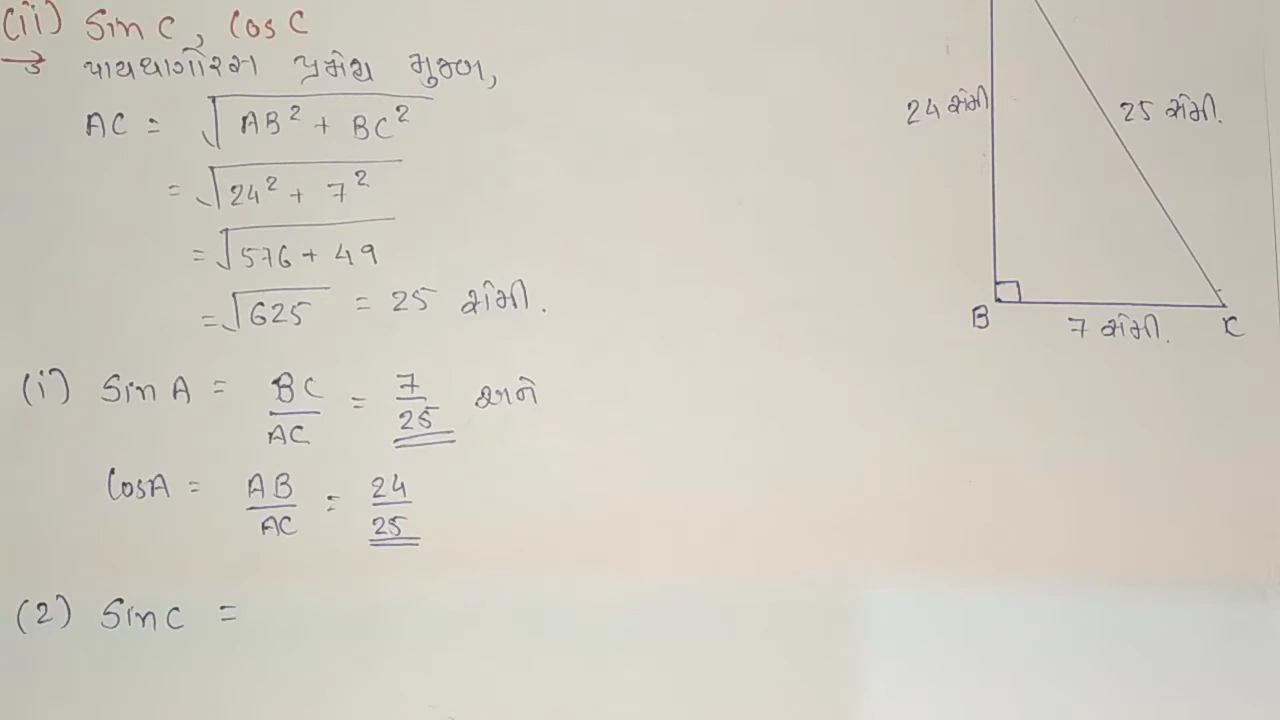 (ii) Sin C, Cos C
→ પાયથાગોરસ પ્રમેય મુજબ,
AC = √(AB² + BC²)
= √(24² + 7²)
= √(576 + 49)
= √625 = 25 સેમી.
(i) Sin A = BC/AC = 7/25 અને
Cos A = AB/AC = 24/25
(2) Sin C =
24 સેમી
25 સેમી.
B
7 સેમી.
C